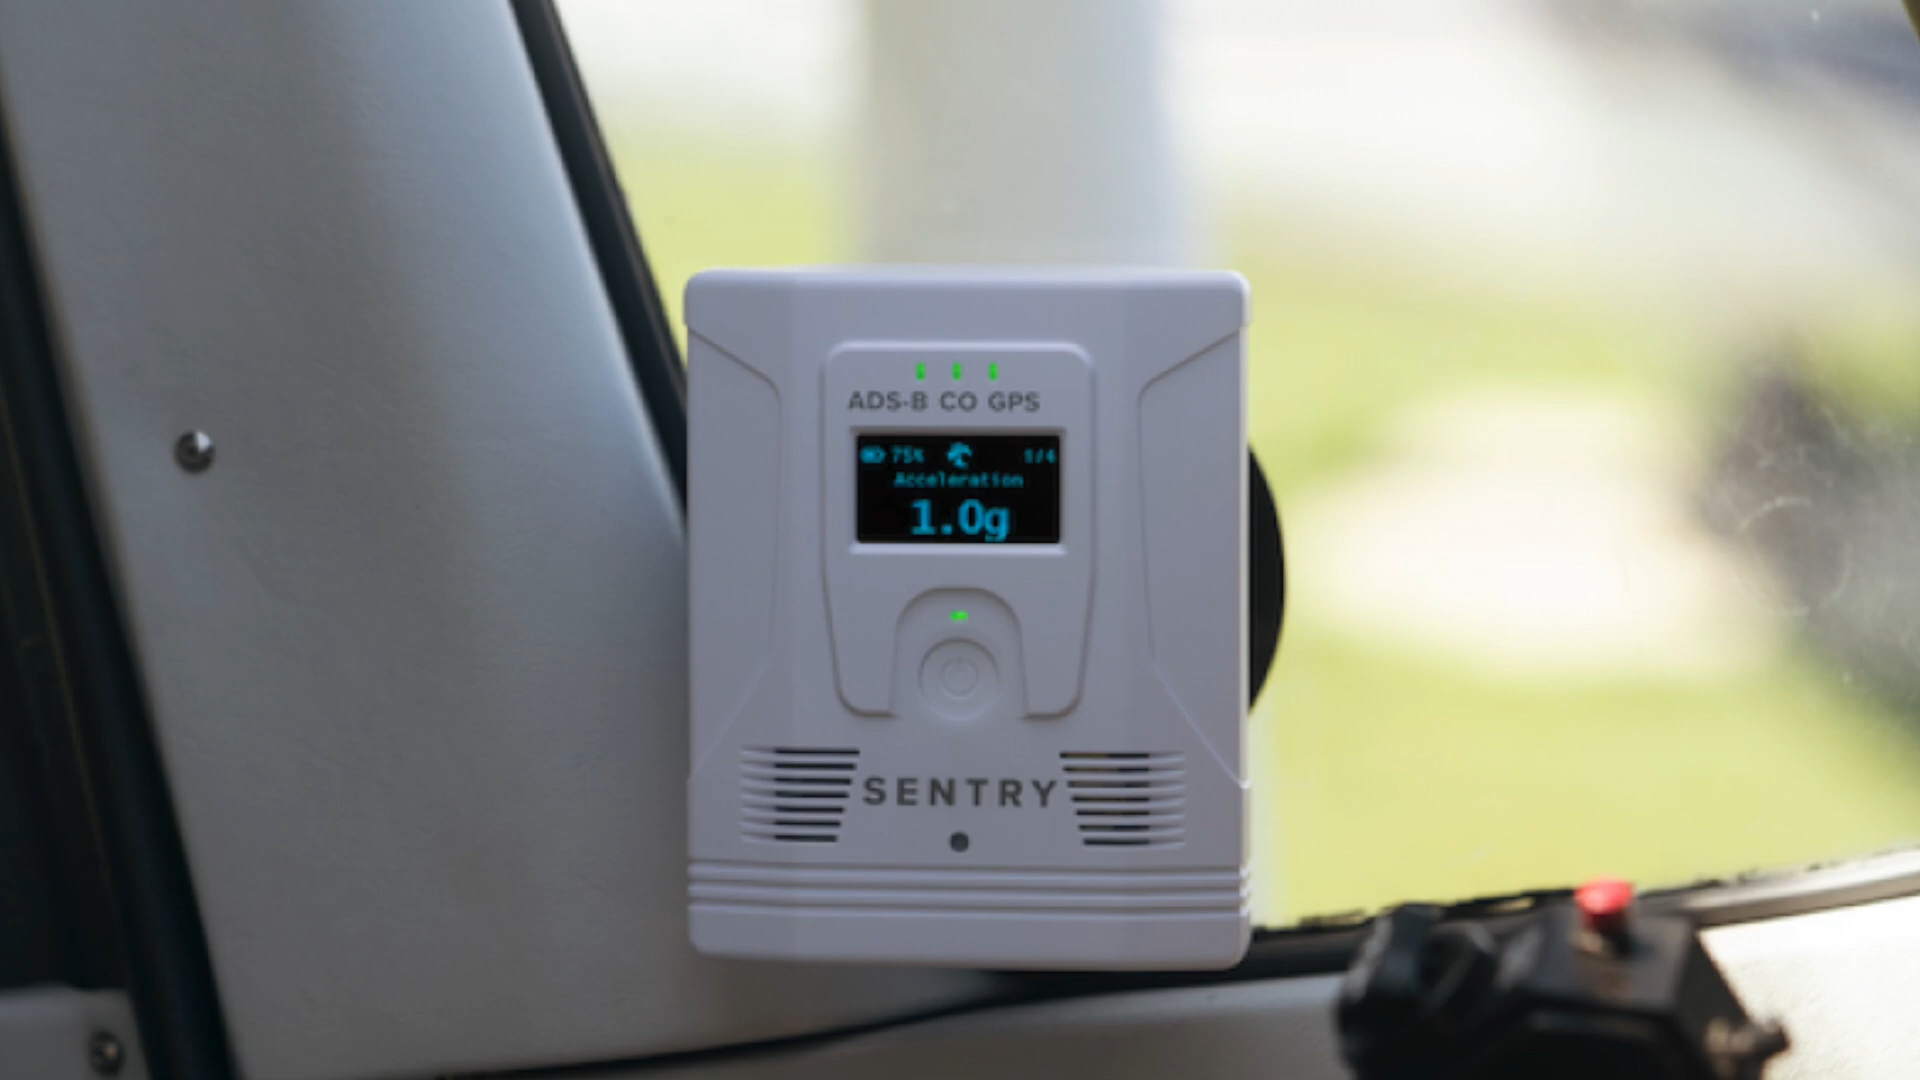 ADS-B CO GPS
75% 1/4
Acceleration
1.0g
SENTRY